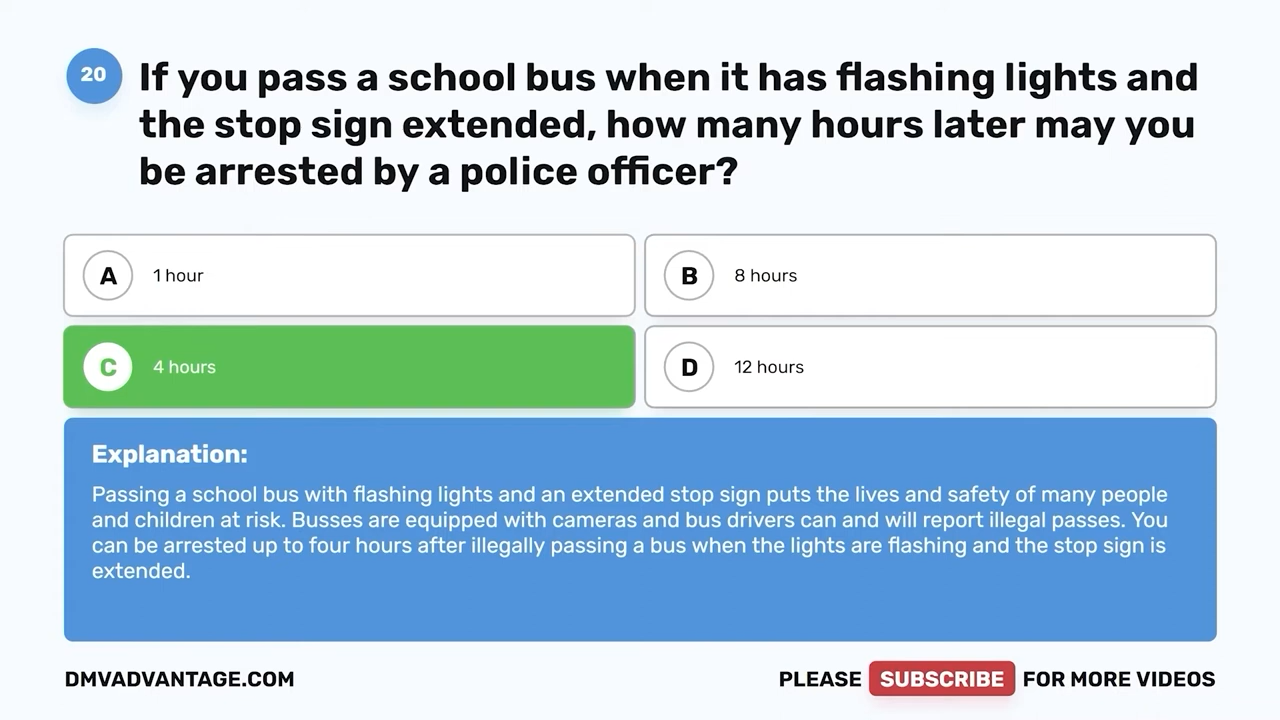 20
If you pass a school bus when it has flashing lights and
the stop sign extended, how many hours later may you
be arrested by a police officer?
A 1 hour
B 8 hours
C 4 hours
D 12 hours
Explanation:
Passing a school bus with flashing lights and an extended stop sign puts the lives and safety of many people
and children at risk. Busses are equipped with cameras and bus drivers can and will report illegal passes. You
can be arrested up to four hours after illegally passing a bus when the lights are flashing and the stop sign is
extended.
DMVADVANTAGE.COM
PLEASE SUBSCRIBE FOR MORE VIDEOS